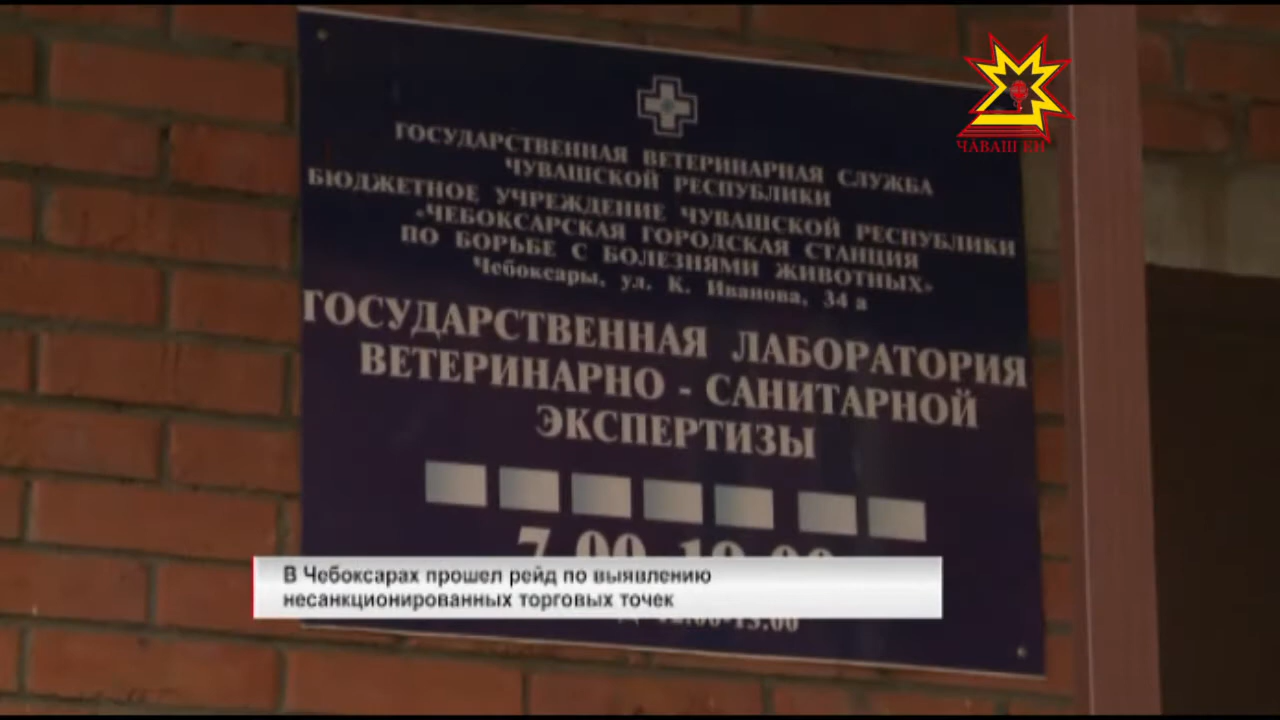 ЧӐВАШ ЕН
ГОСУДАРСТВЕННАЯ ВЕТЕРИНАРНАЯ СЛУЖБА
ЧУВАШСКОЙ РЕСПУБЛИКИ
БЮДЖЕТНОЕ УЧРЕЖДЕНИЕ ЧУВАШСКОЙ РЕСПУБЛИКИ
«ЧЕБОКСАРСКАЯ ГОРОДСКАЯ СТАНЦИЯ
ПО БОРЬБЕ С БОЛЕЗНЯМИ ЖИВОТНЫХ»
Чебоксары, ул. К. Иванова, 34 а
ГОСУДАРСТВЕННАЯ ЛАБОРАТОРИЯ
ВЕТЕРИНАРНО - САНИТАРНОЙ
ЭКСПЕРТИЗЫ
В Чебоксарах прошел рейд по выявлению
несанкционированных торговых точек